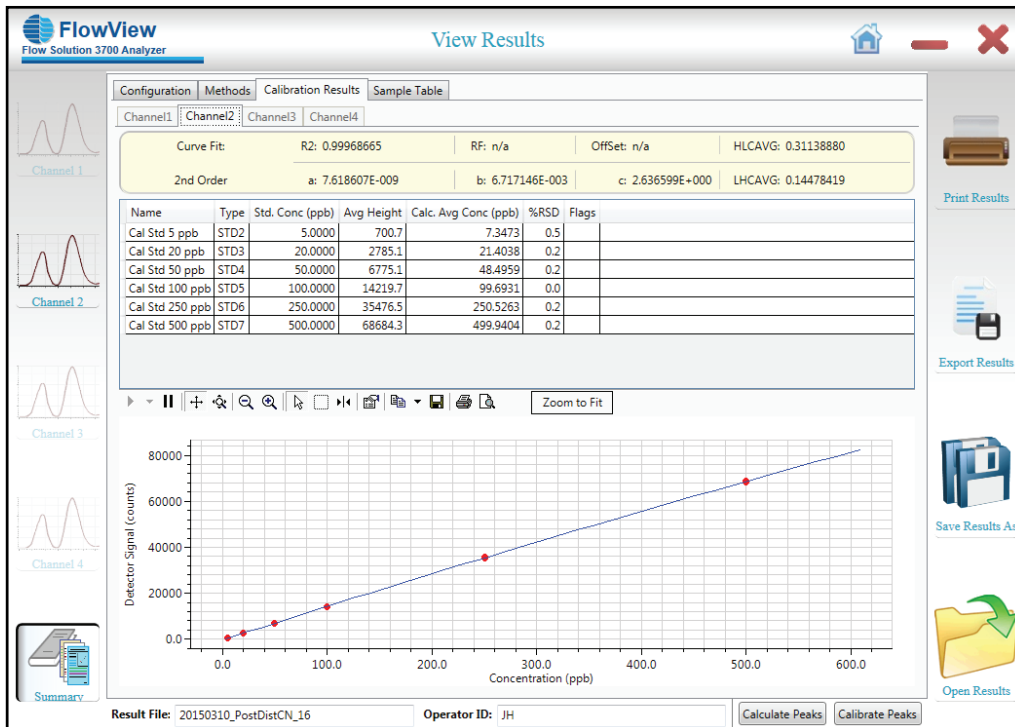 FlowView
Flow Solution 3700 Analyzer
View Results
Channel 1
Channel 2
Channel 3
Channel 4
Summary
Configuration Methods Calibration Results Sample Table
Channel1 Channel2 Channel3 Channel4
Curve Fit: R2: 0.99968665 RF: n/a OffSet: n/a HLCAVG: 0.31138880
2nd Order a: 7.618607E-009 b: 6.717146E-003 c: 2.636599E+000 LHCAVG: 0.14478419
Name Type Std. Conc (ppb) Avg Height Calc. Avg Conc (ppb) %RSD Flags
Cal Std 5 ppb STD2 5.0000 700.7 7.3473 0.5
Cal Std 20 ppb STD3 20.0000 2785.1 21.4038 0.2
Cal Std 50 ppb STD4 50.0000 6775.1 48.4959 0.2
Cal Std 100 ppb STD5 100.0000 14219.7 99.6931 0.0
Cal Std 250 ppb STD6 250.0000 35476.5 250.5263 0.2
Cal Std 500 ppb STD7 500.0000 68684.3 499.9404 0.2
Zoom to Fit
Detector Signal (counts)
80000
60000
40000
20000
0.0
0.0 100.0 200.0 300.0 400.0 500.0 600.0
Concentration (ppb)
Print Results
Export Results
Save Results As
Open Results
Result File: 20150310_PostDistCN_16 Operator ID: JH Calculate Peaks Calibrate Peaks